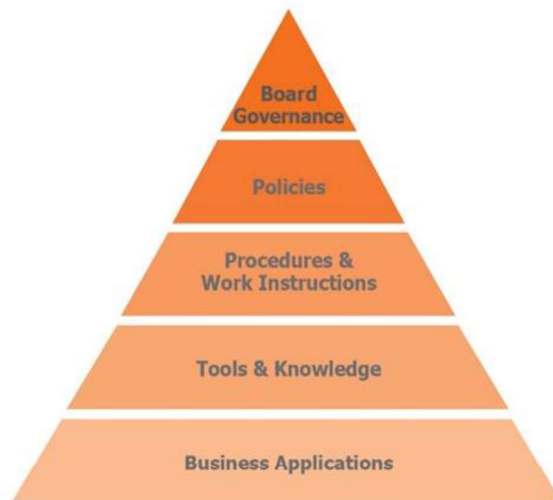 Board
Governance
Policies
Procedures &
Work Instructions
Tools & Knowledge
Business Applications